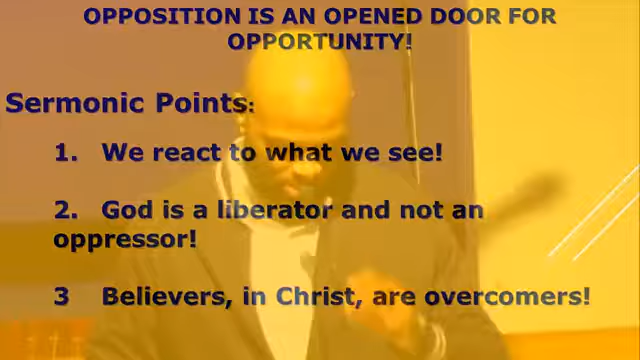 OPPOSITION IS AN OPENED DOOR FOR
OPPORTUNITY!
Sermonic Points:
1. We react to what we see!
2. God is a liberator and not an
oppressor!
3 Believers, in Christ, are overcomers!